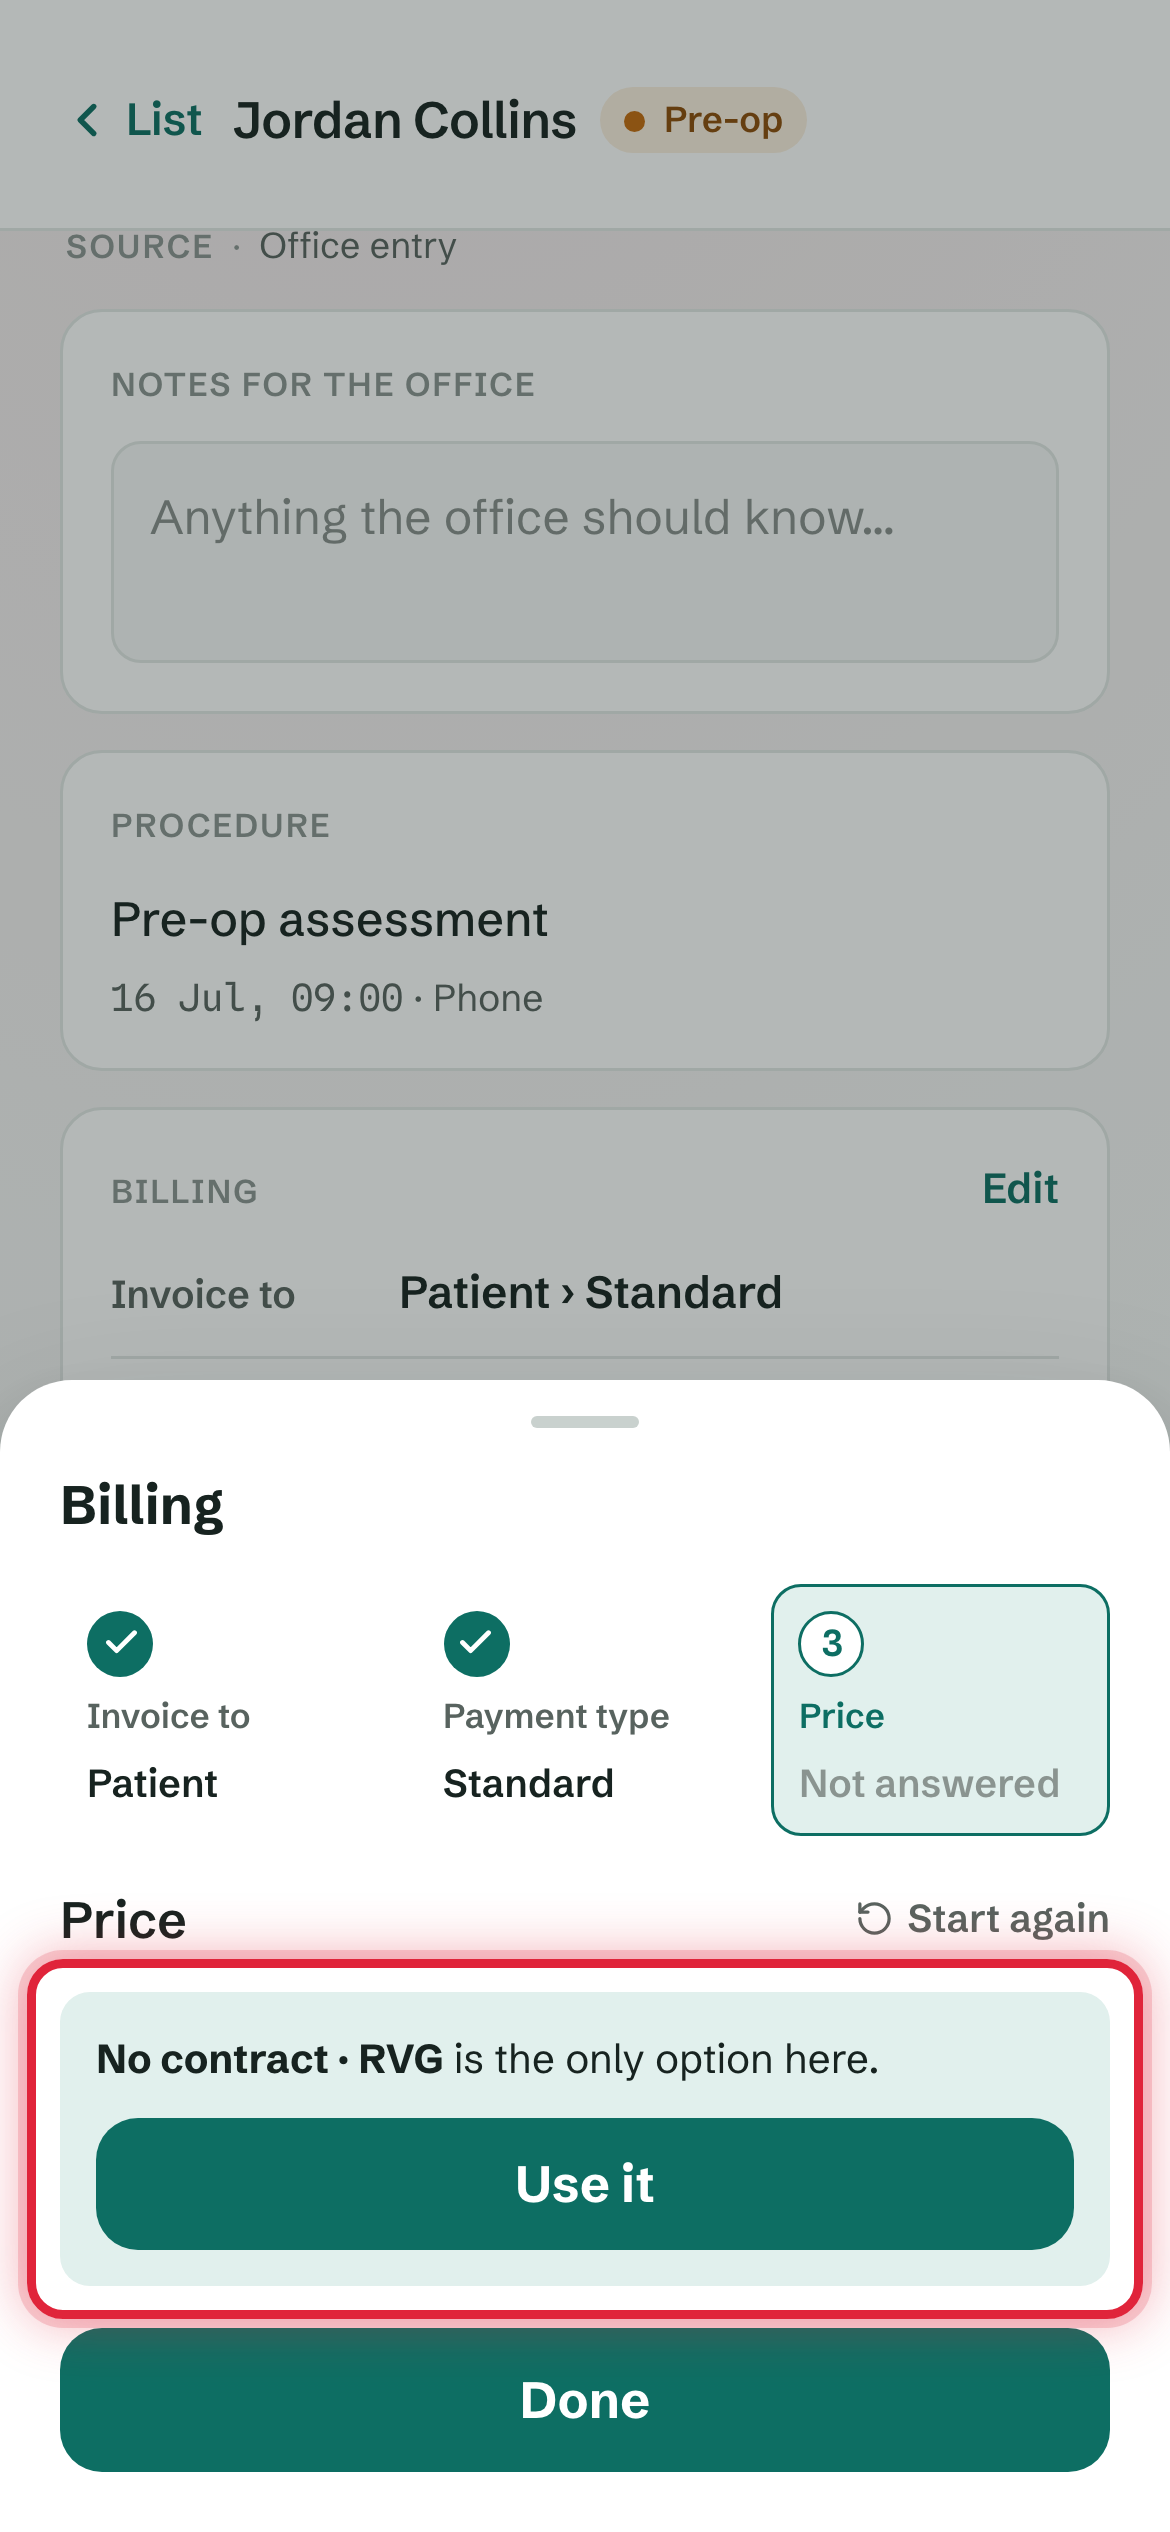 List Jordan Collins Pre-op
SOURCE · Office entry
NOTES FOR THE OFFICE
Anything the office should know...
PROCEDURE
Pre-op assessment
16 Jul, 09:00 · Phone
BILLING Edit
Invoice to Patient › Standard
Billing
3
Invoice to Payment type Price
Patient Standard Not answered
Price Start again
No contract · RVG is the only option here.
Use it
Done